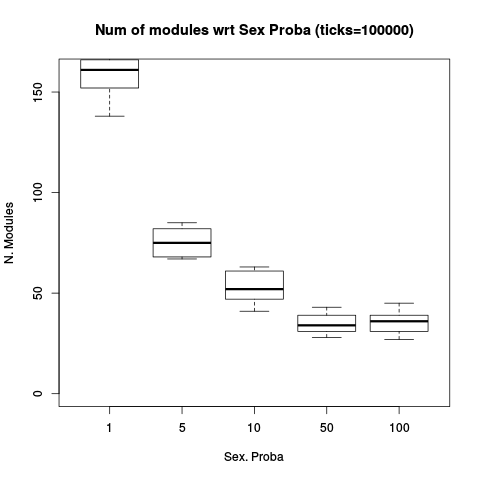 Num of modules wrt Sex Proba (ticks=100000)
N. Modules
150
100
50
0
1 5 10 50 100
Sex. Proba